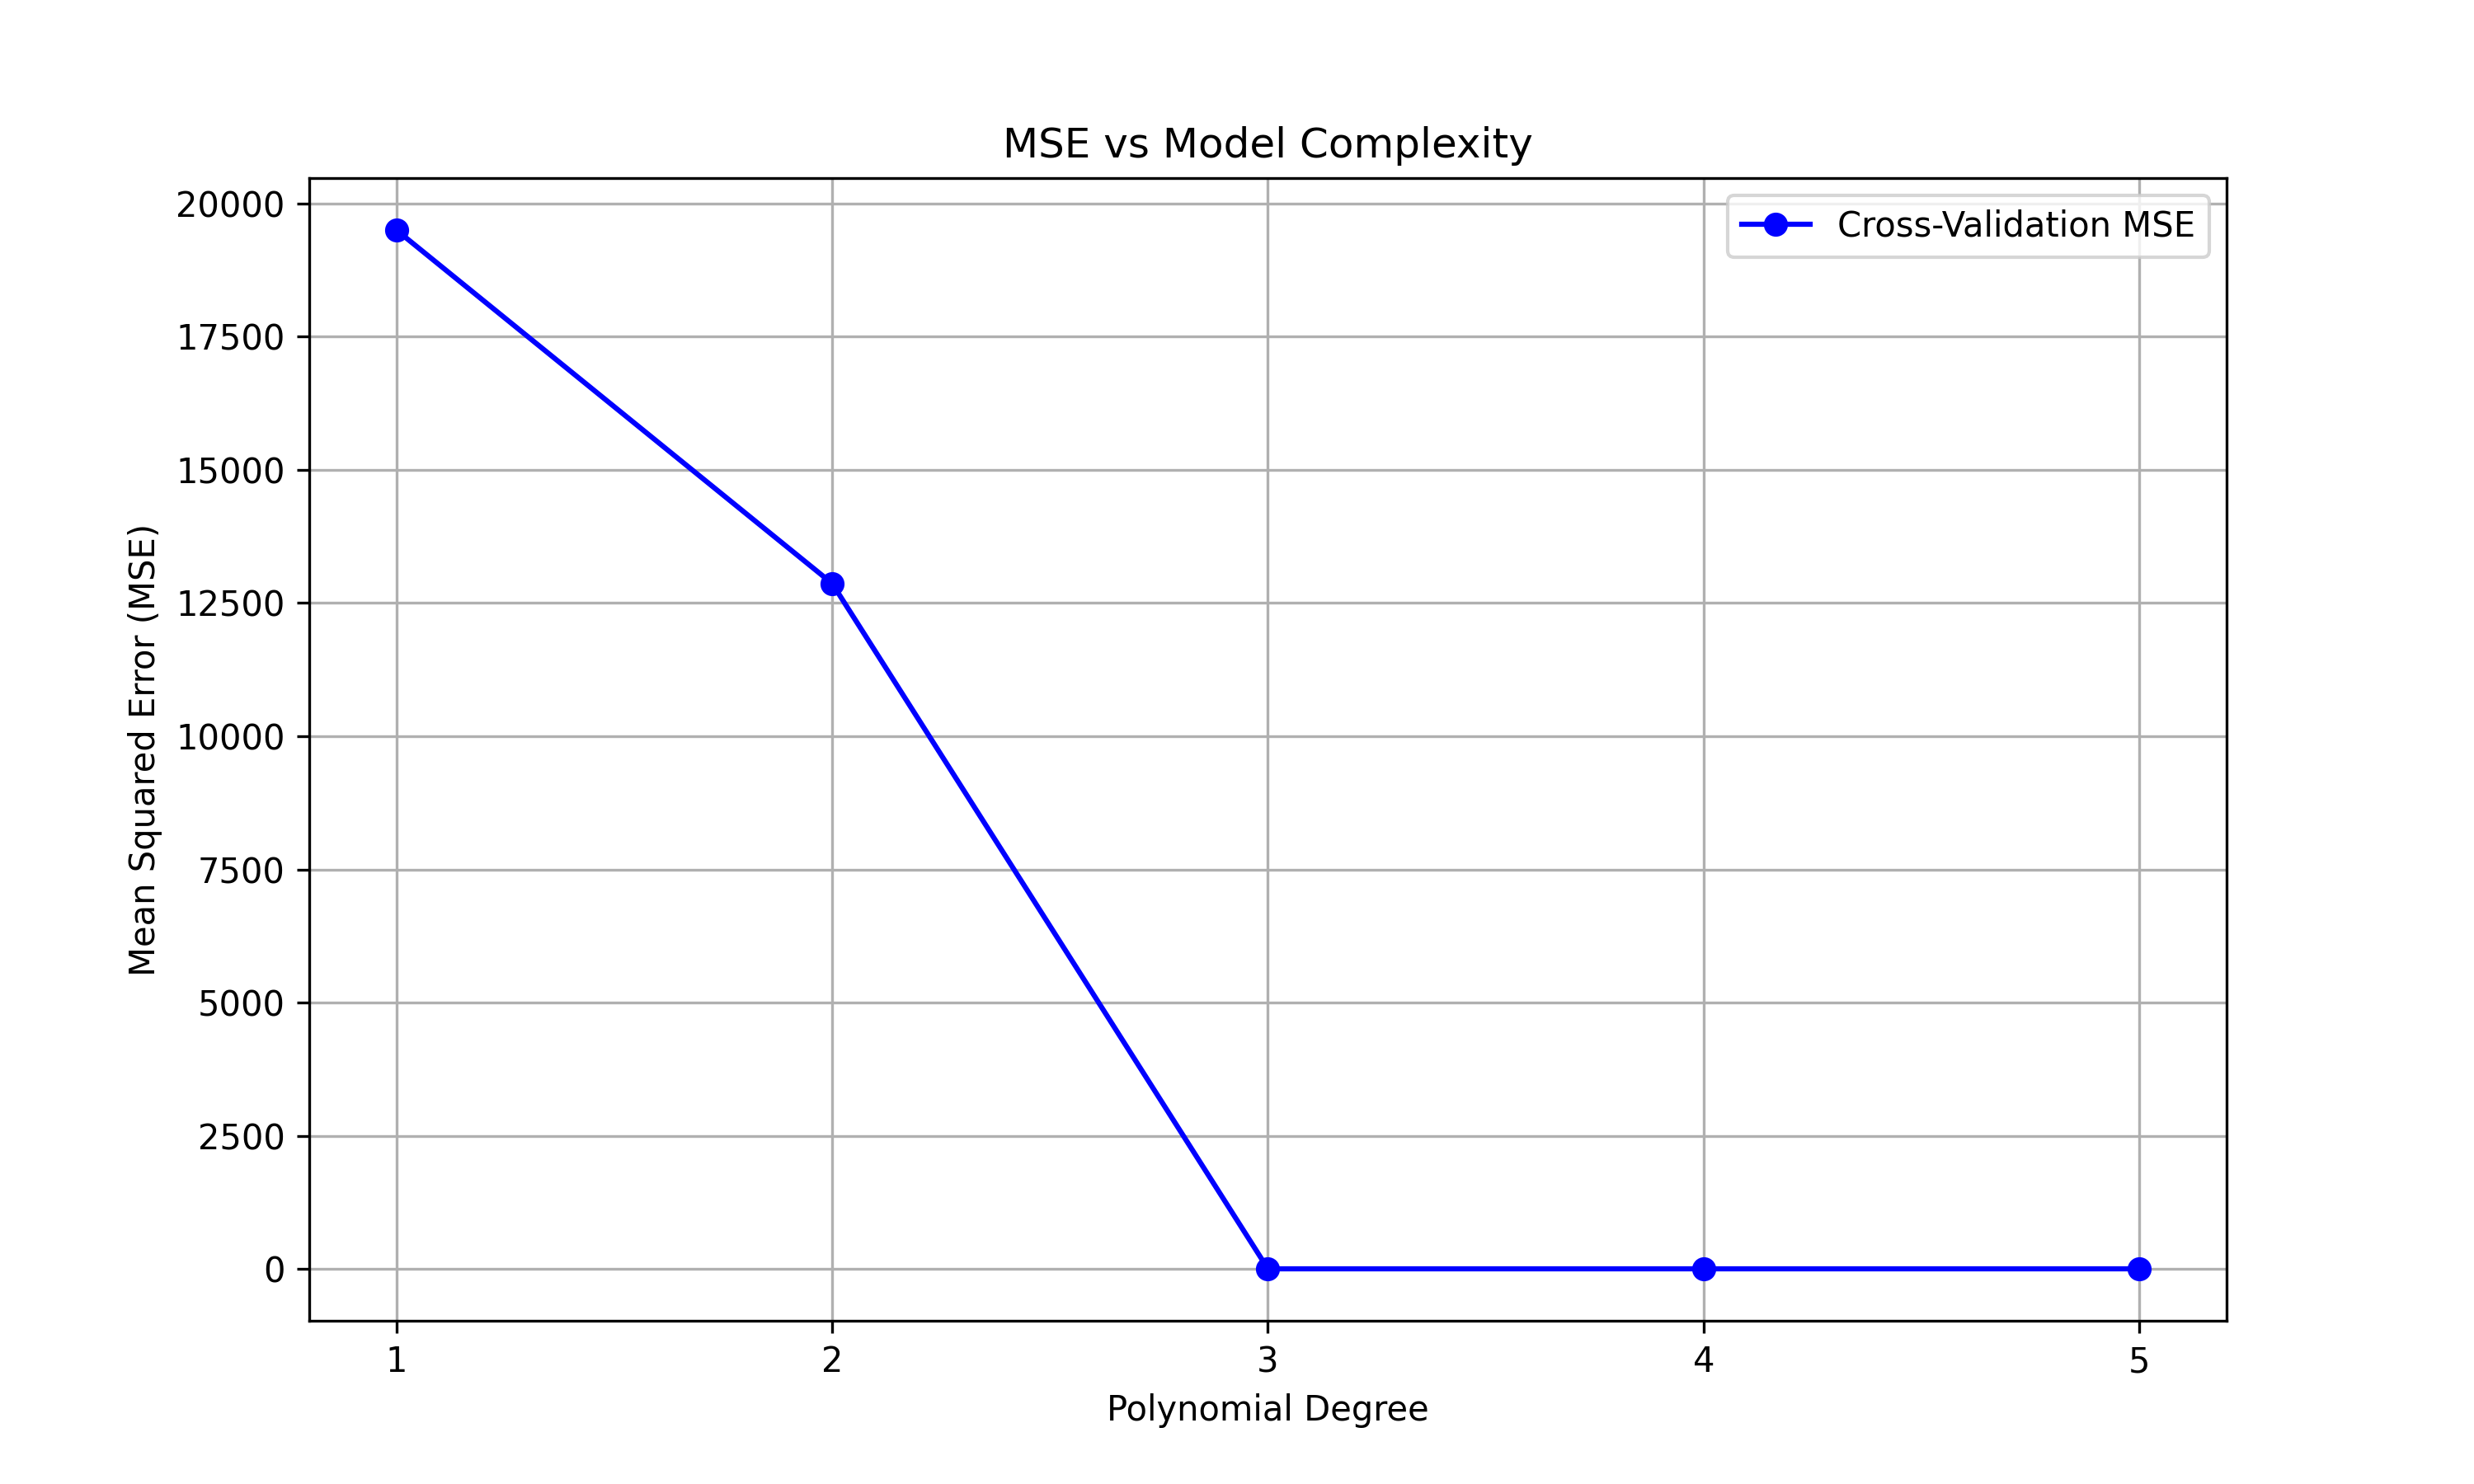 MSE vs Model Complexity
Cross-Validation MSE
Mean Squared Error (MSE)
20000
17500
15000
12500
10000
7500
5000
2500
0
1 2 3 4 5
Polynomial Degree